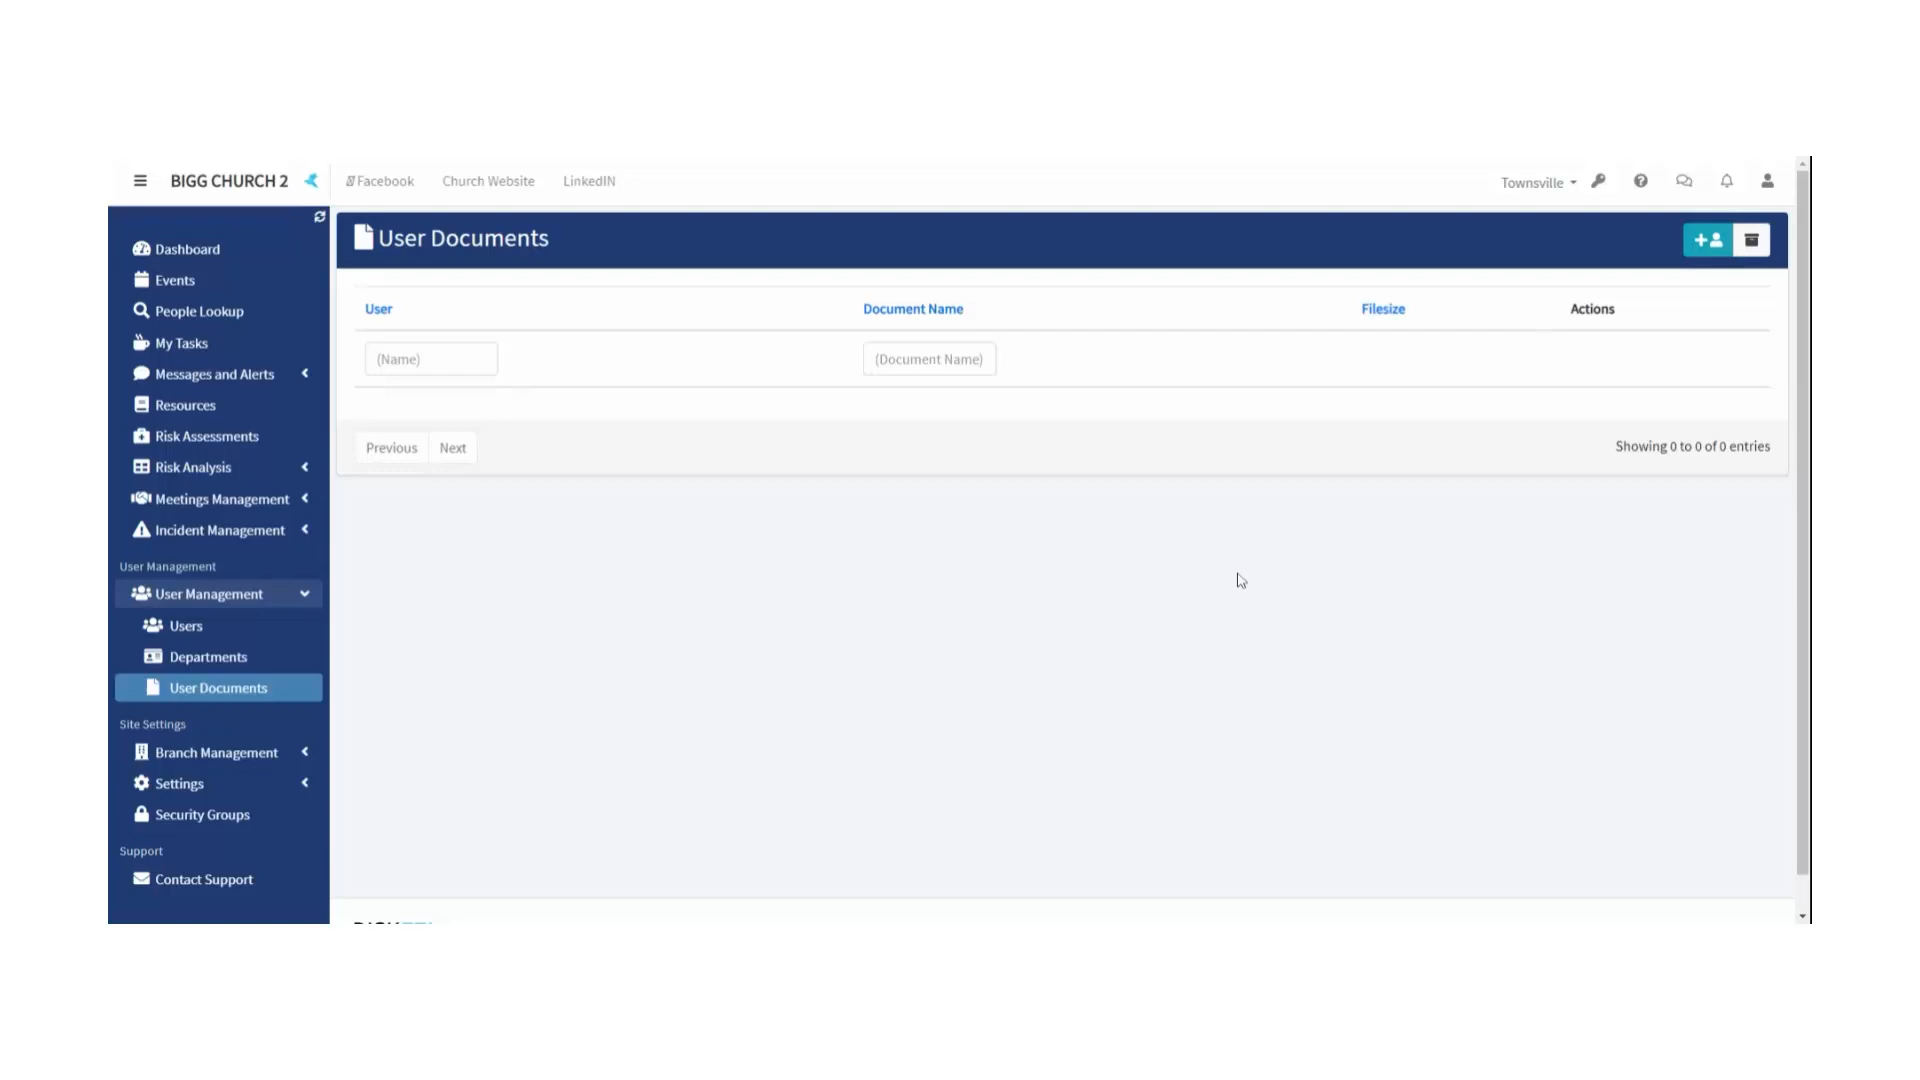 BIGG CHURCH 2
Facebook Church Website LinkedIN
Townsville
Dashboard
Events
People Lookup
My Tasks
Messages and Alerts
Resources
Risk Assessments
Risk Analysis
Meetings Management
Incident Management
User Management
User Management
Users
Departments
User Documents
Site Settings
Branch Management
Settings
Security Groups
Support
Contact Support
User Documents
User Document Name Filesize Actions
(Name) (Document Name)
Previous Next
Showing 0 to 0 of 0 entries